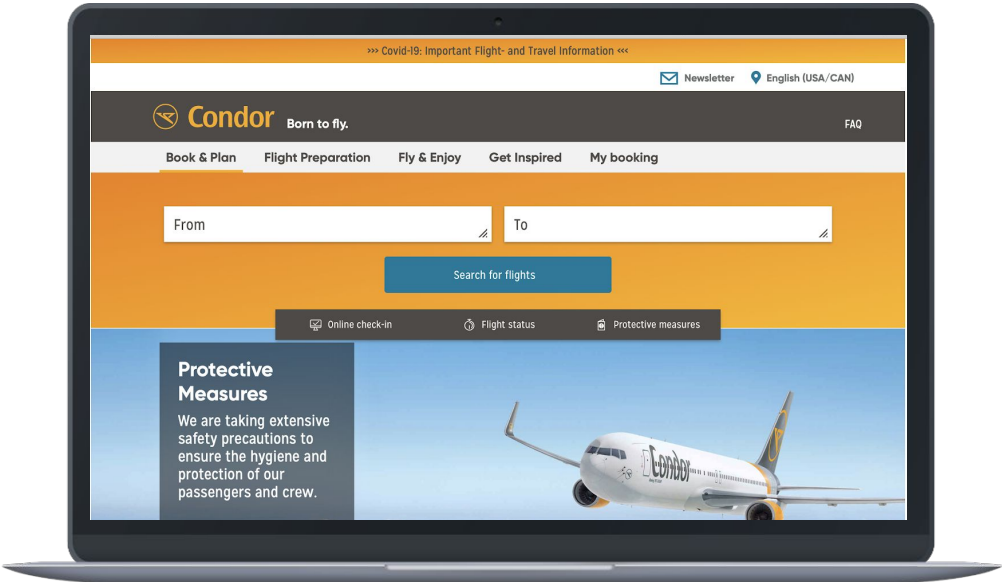 >>> Covid-19: Important Flight- and Travel Information <<<
Newsletter English (USA/CAN)
Condor Born to fly.
FAQ
Book & Plan Flight Preparation Fly & Enjoy Get Inspired My booking
From To
Search for flights
Online check-in Flight status Protective measures
Protective
Measures
We are taking extensive
safety precautions to
ensure the hygiene and
protection of our
passengers and crew.
Condor